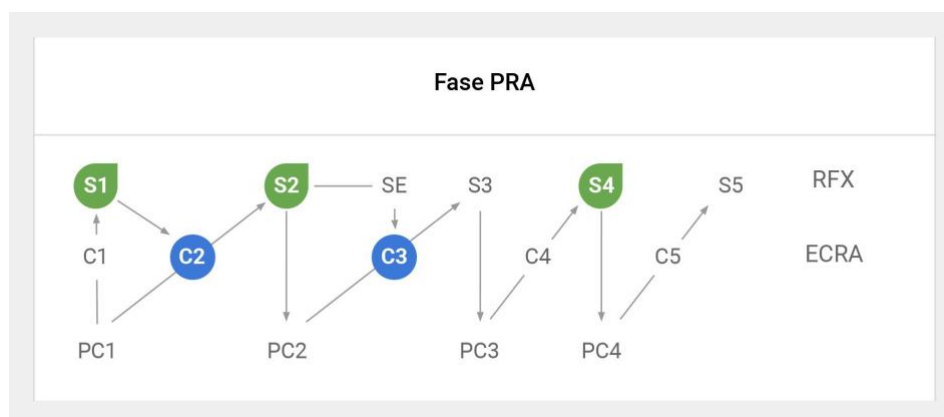 Fase PRA
S1 S2 SE S3 S4 S5 RFX
C1 C2 C3 C4 C5 ECRA
PC1 PC2 PC3 PC4